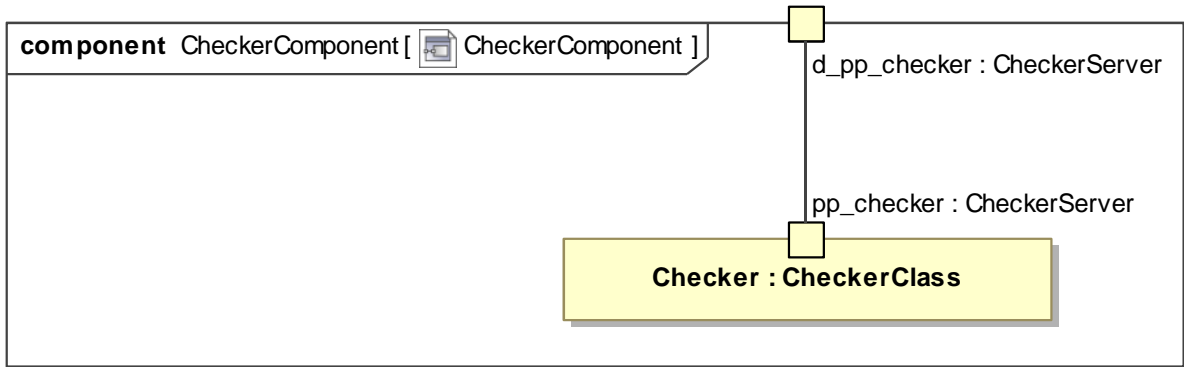 component CheckerComponent [ CheckerComponent ]
d_pp_checker : CheckerServer
pp_checker : CheckerServer
Checker : CheckerClass